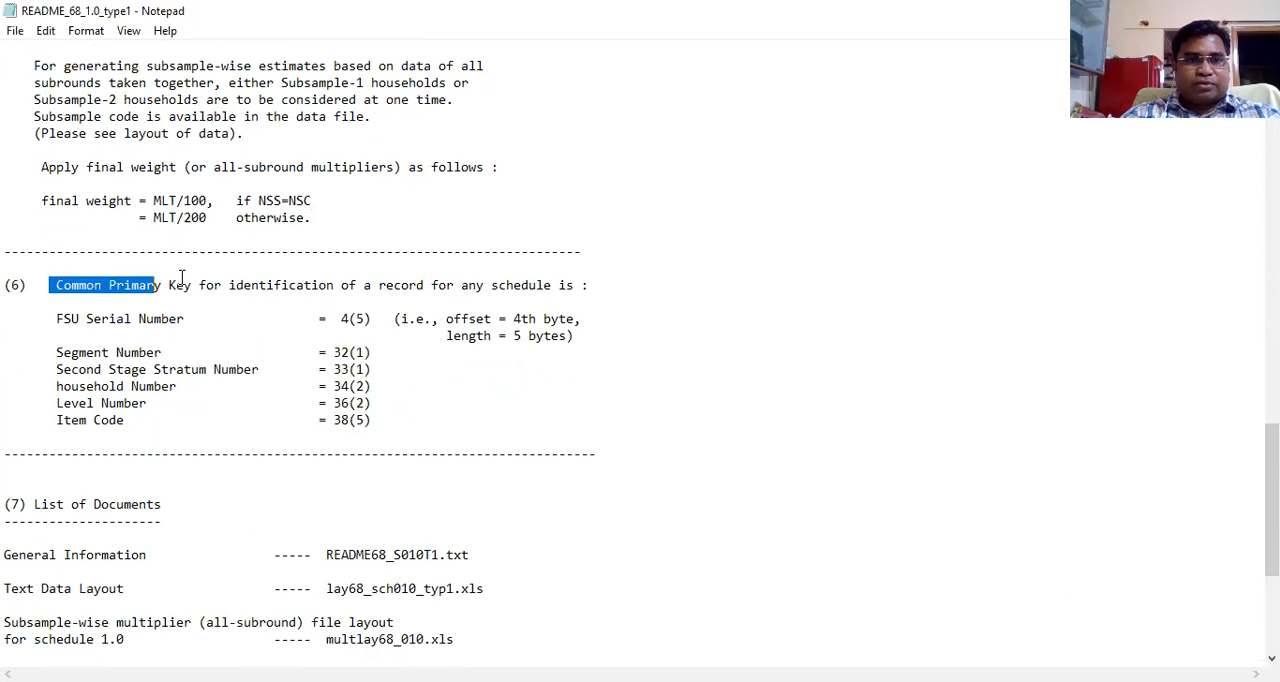 README_68_1.0_type1 - Notepad
File Edit Format View Help
For generating subsample-wise estimates based on data of all
subrounds taken together, either Subsample-1 households or
Subsample-2 households are to be considered at one time.
Subsample code is available in the data file.
(Please see layout of data).
Apply final weight (or all-subround multipliers) as follows :
final weight = MLT/100, if NSS=NSC
= MLT/200 otherwise.
-----------------------------------------------------------------------------
(6) Common Primary Key for identification of a record for any schedule is :
FSU Serial Number = 4(5) (i.e., offset = 4th byte,
length = 5 bytes)
Segment Number = 32(1)
Second Stage Stratum Number = 33(1)
household Number = 34(2)
Level Number = 36(2)
Item Code = 38(5)
-------------------------------------------------------------------------------
(7) List of Documents
---------------------
General Information ----- README68_S010T1.txt
Text Data Layout ----- lay68_sch010_typ1.xls
Subsample-wise multiplier (all-subround) file layout
for schedule 1.0 ----- multlay68_010.xls